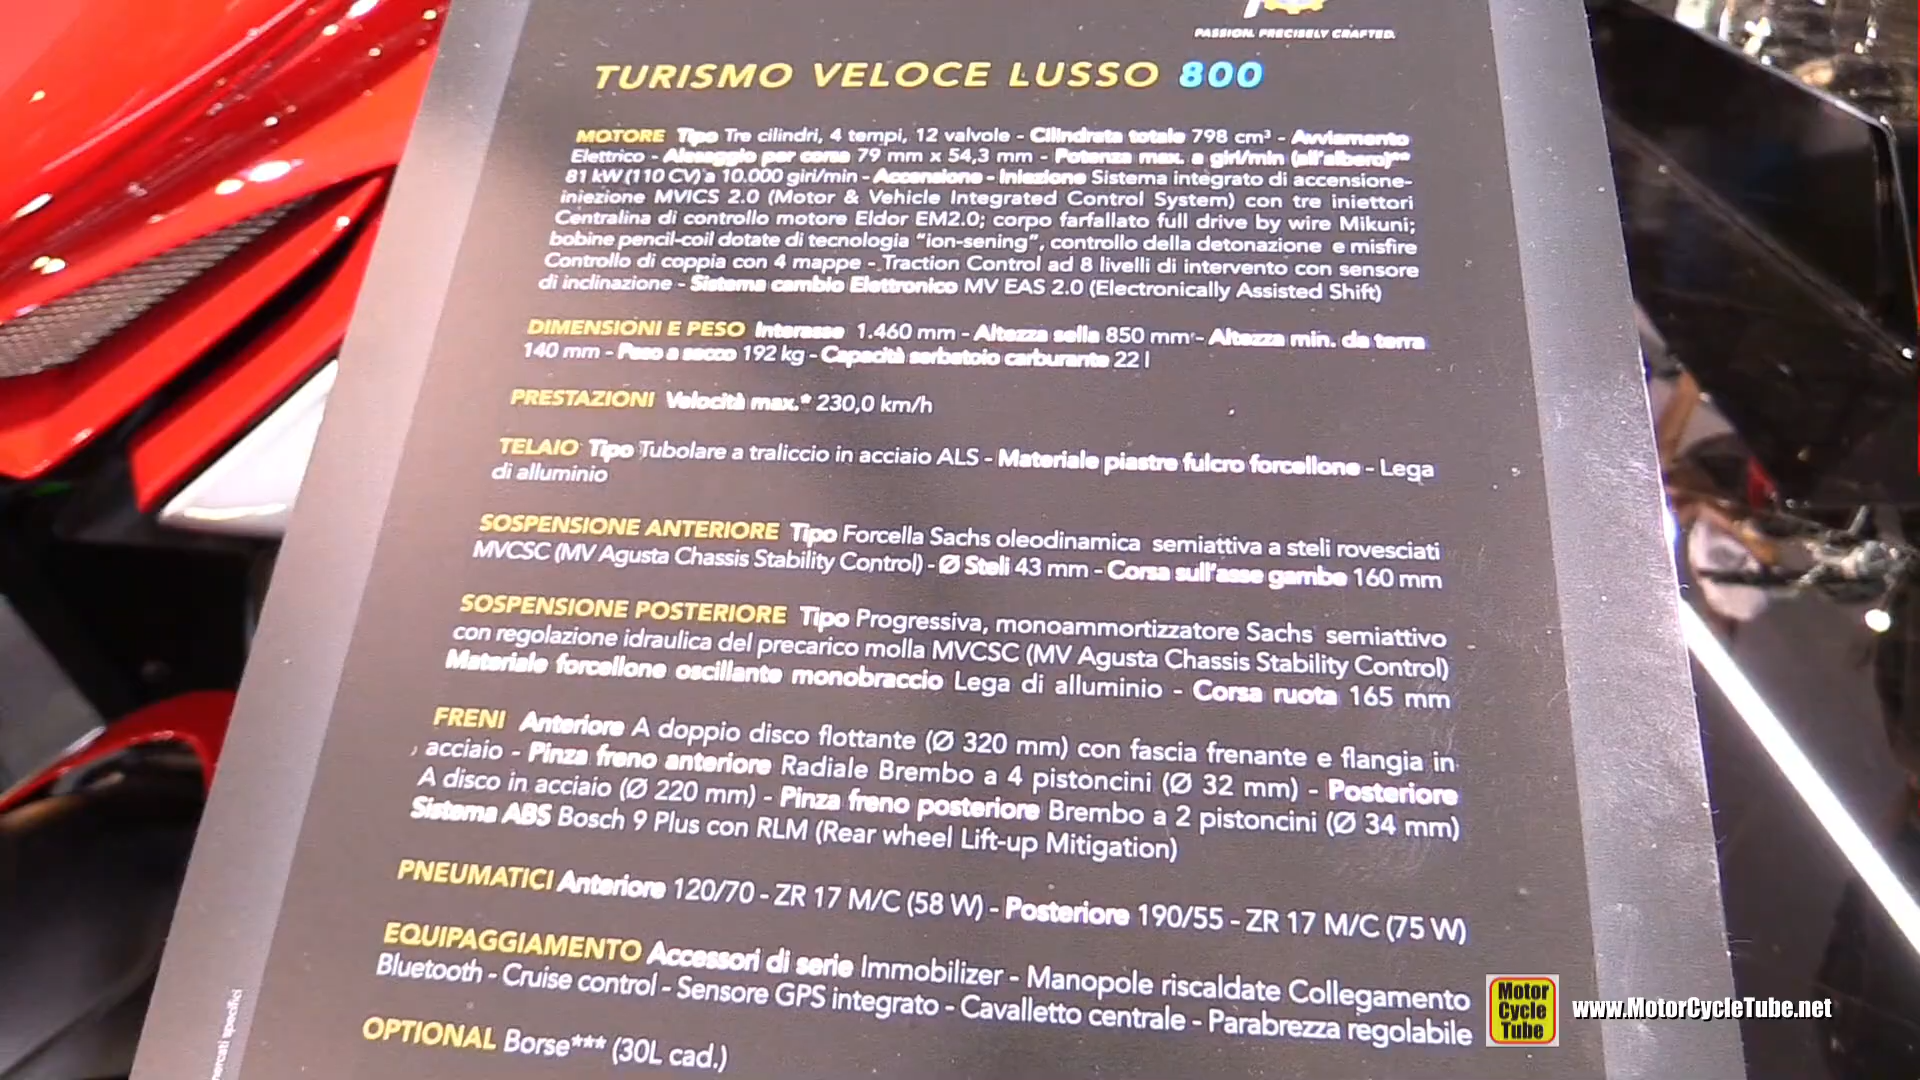 PASSION. PRECISELY CRAFTED.
TURISMO VELOCE LUSSO 800
MOTORE Tipo Tre cilindri, 4 tempi, 12 valvole - Cilindrata totale 798 cm³ - Avviamento
Elettrico - Alesaggio per corsa 79 mm x 54,3 mm - Potenza max. a giri/min (all'albero)**
81 kW (110 CV) a 10.000 giri/min - Accensione - Iniezione Sistema integrato di accensione-
iniezione MVICS 2.0 (Motor & Vehicle Integrated Control System) con tre iniettori
Centralina di controllo motore Eldor EM2.0; corpo farfallato full drive by wire Mikuni;
bobine pencil-coil dotate di tecnologia “ion-sening”, controllo della detonazione e misfire
Controllo di coppia con 4 mappe - Traction Control ad 8 livelli di intervento con sensore
di inclinazione - Sistema cambio Elettronico MV EAS 2.0 (Electronically Assisted Shift)
DIMENSIONI E PESO Interasse 1.460 mm - Altezza sella 850 mm - Altezza min. da terra
140 mm - Peso a secco 192 kg - Capacità serbatoio carburante 22 l
PRESTAZIONI Velocità max.* 230,0 km/h
TELAIO Tipo Tubolare a traliccio in acciaio ALS - Materiale piastre fulcro forcellone - Lega
di alluminio
SOSPENSIONE ANTERIORE Tipo Forcella Sachs oleodinamica semiattiva a steli rovesciati
MVCSC (MV Agusta Chassis Stability Control) - Ø Steli 43 mm - Corsa sull'asse gambe 160 mm
SOSPENSIONE POSTERIORE Tipo Progressiva, monoammortizzatore Sachs semiattivo
con regolazione idraulica del precarico molla MVCSC (MV Agusta Chassis Stability Control)
Materiale forcellone oscillante monobraccio Lega di alluminio - Corsa ruota 165 mm
FRENI Anteriore A doppio disco flottante (Ø 320 mm) con fascia frenante e flangia in
acciaio - Pinza freno anteriore Radiale Brembo a 4 pistoncini (Ø 32 mm) - Posteriore
A disco in acciaio (Ø 220 mm) - Pinza freno posteriore Brembo a 2 pistoncini (Ø 34 mm)
Sistema ABS Bosch 9 Plus con RLM (Rear wheel Lift-up Mitigation)
PNEUMATICI Anteriore 120/70 - ZR 17 M/C (58 W) - Posteriore 190/55 - ZR 17 M/C (75 W)
EQUIPAGGIAMENTO Accessori di serie Immobilizer - Manopole riscaldate Collegamento
Bluetooth - Cruise control - Sensore GPS integrato - Cavalletto centrale - Parabrezza regolabile
OPTIONAL Borse*** (30L cad.)
mercati specifici
Motor
Cycle
Tube
www.MotorCycleTube.net